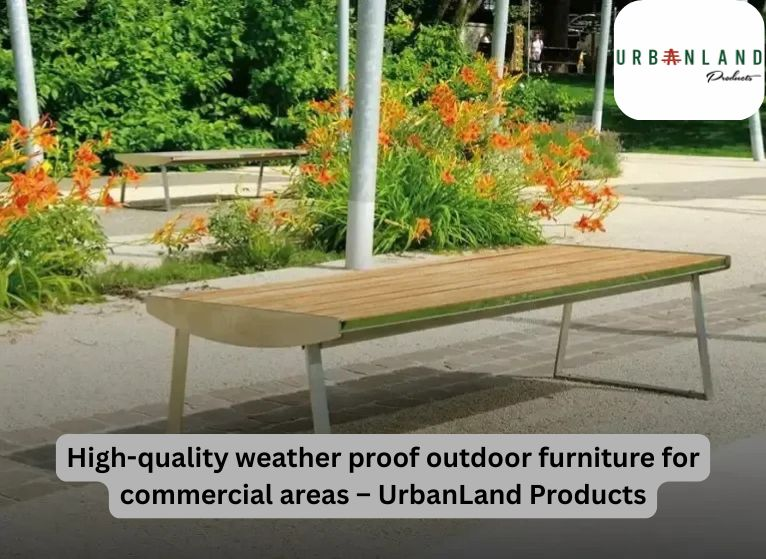 URBANLAND
Products
High-quality weather proof outdoor furniture for
commercial areas – UrbanLand Products